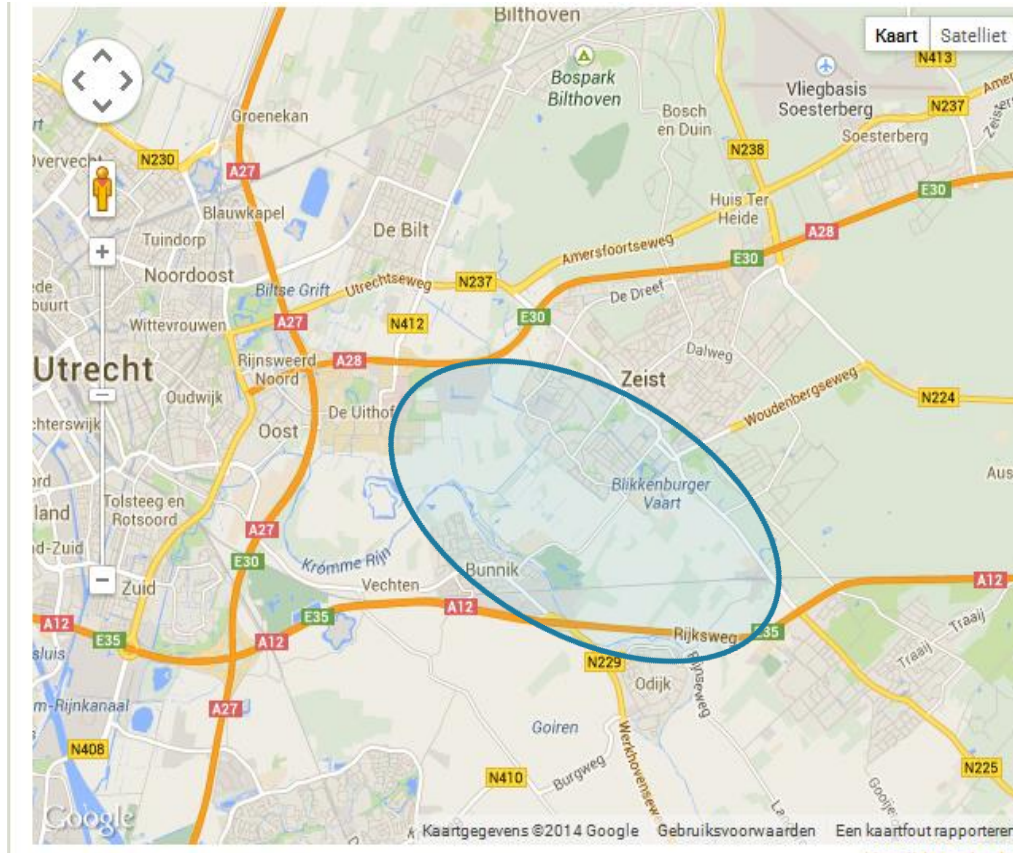 Bilthoven
Kaart Satelliet
N413
Bospark
Bilthoven
Vliegbasis
Soesterberg
N237
Groenekan
Bosch
en Duin
Soesterberg
N230
A27
N238
E30
Blauwkapel
Huis Ter
Heide
De Bilt
A28
Tuindorp
Noordoost
Amersfoortseweg
E30
Biltse Grift
Utrechtseweg
N237
De Dreef
Wittevrouwen
A27
N412
E30
Utrecht
Rijnsweerd
Noord
A28
Dalweg
Zeist
Oudwijk
De Uithof
Woudenbergseweg
N224
Oost
Blikkenburger
Vaart
Tolsteeg en
Rotsoord
A27
E30
Kromme Rijn
Bunnik
Zuid
Vechten
A12
A12
A12
E35
E35
A12
Rijksweg
E35
Traaij
Traaij
N229
Odijk
Rijnseweg
A27
Goiren
N408
N410
Burgweg
Werkhovensew
N225
Google
Kaartgegevens ©2014 Google Gebruiksvoorwaarden Een kaartfout rapporteren